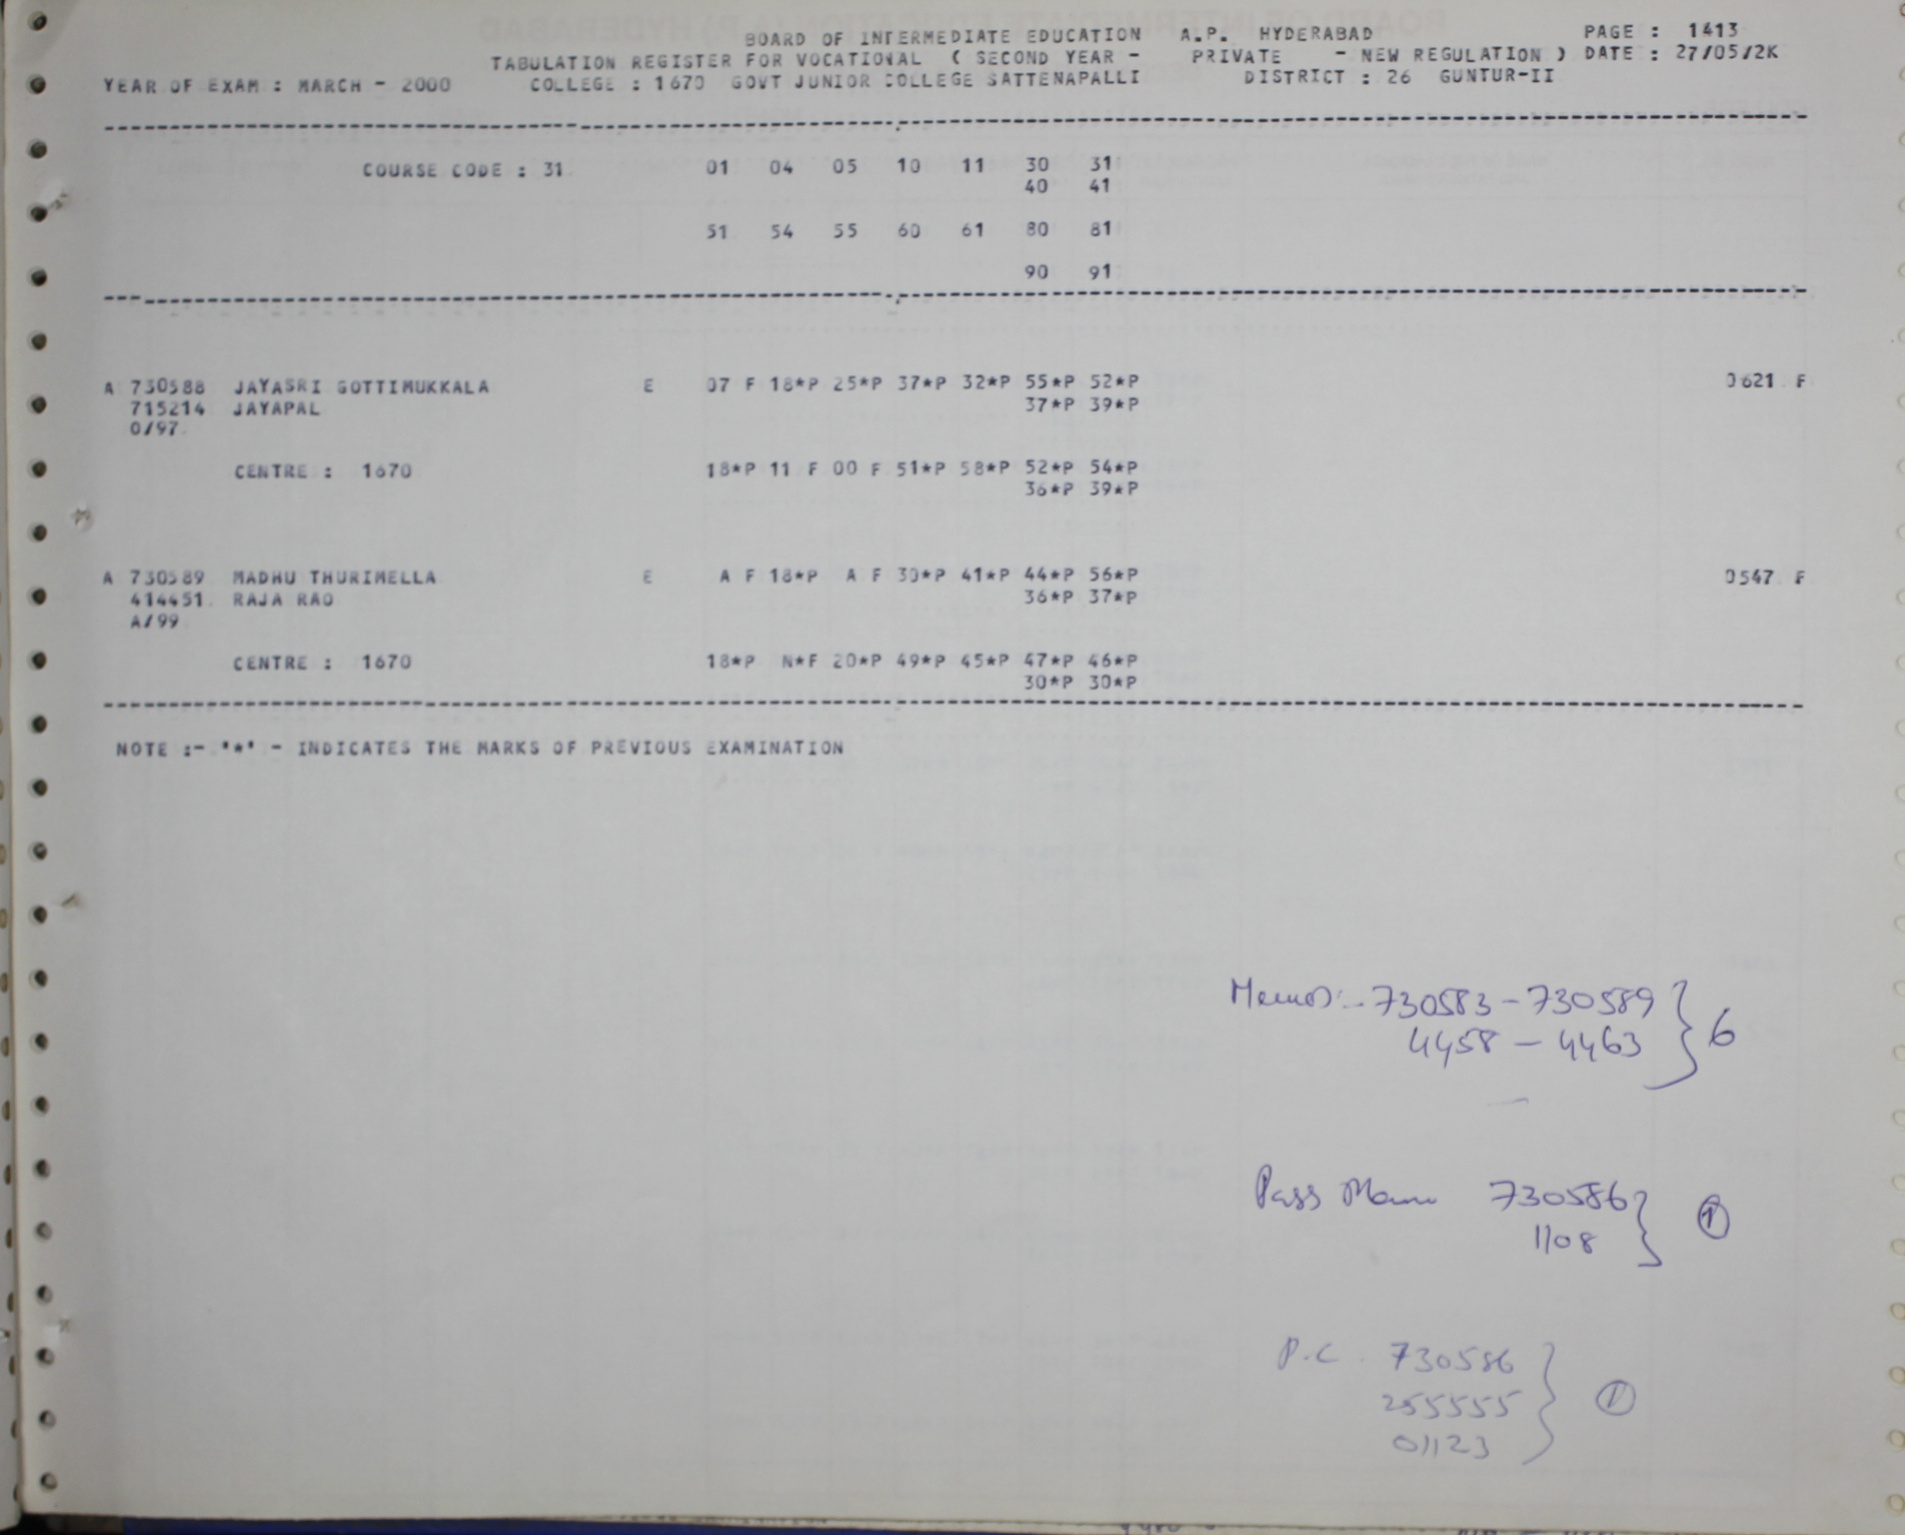 BOARD OF INTERMEDIATE EDUCATION A.P. HYDERABAD PAGE : 1413
TABULATION REGISTER FOR VOCATIONAL ( SECOND YEAR - PRIVATE - NEW REGULATION ) DATE : 27/05/2K
YEAR OF EXAM : MARCH - 2000 COLLEGE : 1670 GOVT JUNIOR COLLEGE SATTENAPALLI DISTRICT : 26 GUNTUR-II
COURSE CODE : 31 01 04 05 10 11 30 31
40 41
51 54 55 60 61 80 81
90 91
A 730588 JAYASRI GOTTIMUKKALA E 07 F 18*P 25*P 37*P 32*P 55*P 52*P 0621 F
715214 JAYAPAL 37*P 39*P
0/97
CENTRE : 1670 18*P 11 F 00 F 51*P 58*P 52*P 54*P
36*P 39*P
A 730589 MADHU THURIMELLA E A F 18*P A F 30*P 41*P 44*P 56*P 0547 F
414451 RAJA RAO 36*P 37*P
A/99
CENTRE : 1670 18*P N*F 20*P 49*P 45*P 47*P 46*P
30*P 30*P
NOTE :- '*' - INDICATES THE MARKS OF PREVIOUS EXAMINATION
Memos:- 730583 - 730589
4458 - 4463 } 6
Pass Memo 730586
1108 } 1
P.C. 730586
255555 } 1
01123